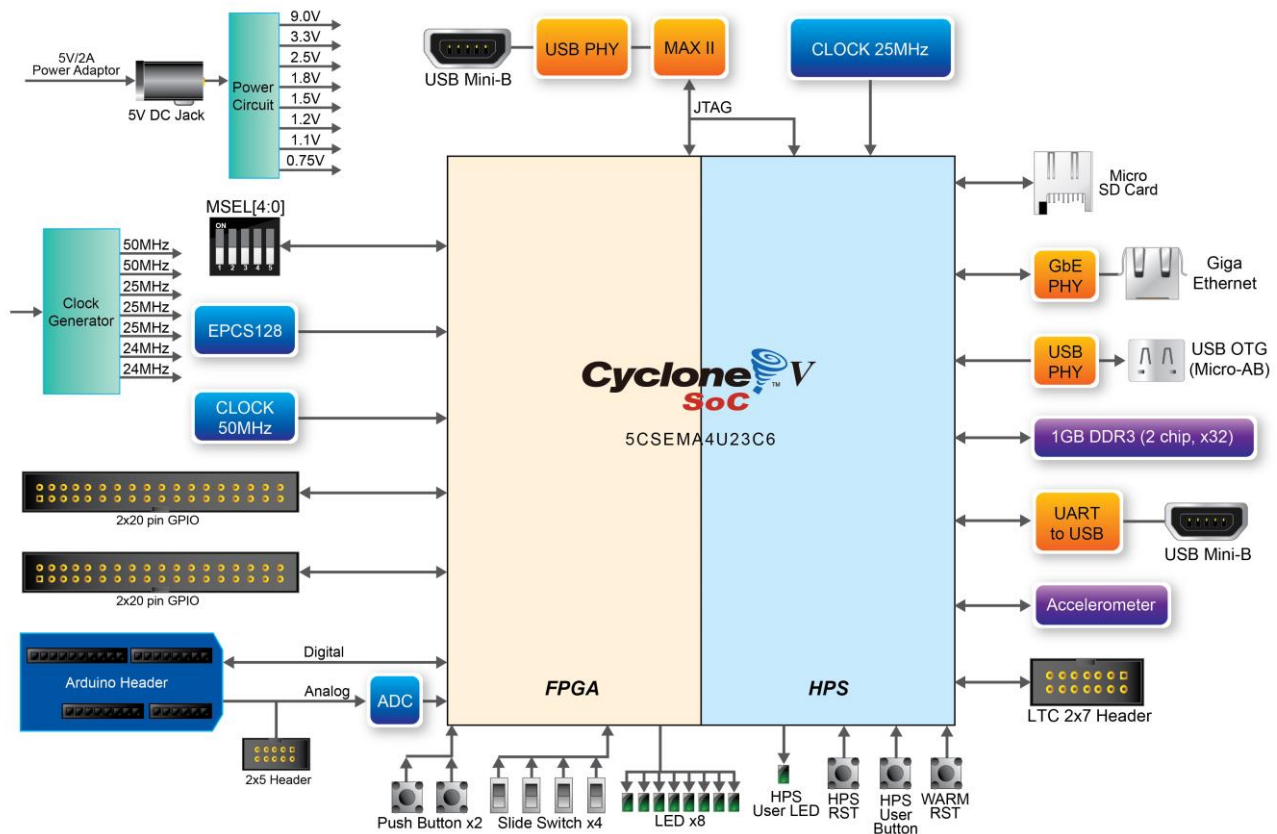 5V/2A
Power Adaptor
5V DC Jack
Power
Circuit
9.0V
3.3V
2.5V
1.8V
1.5V
1.2V
1.1V
0.75V
USB Mini-B
USB PHY
MAX II
JTAG
CLOCK 25MHz
MSEL[4:0]
ON
1 2 3 4 5
Clock
Generator
50MHz
50MHz
25MHz
25MHz
25MHz
24MHz
24MHz
EPCS128
CLOCK
50MHz
2x20 pin GPIO
2x20 pin GPIO
Arduino Header
Digital
Analog
ADC
2x5 Header
Cyclone V
TM
SoC
5CSEMA4U23C6
FPGA
HPS
Micro
SD Card
GbE
PHY
Giga
Ethernet
USB
PHY
USB OTG
(Micro-AB)
1GB DDR3 (2 chip, x32)
UART
to USB
USB Mini-B
Accelerometer
LTC 2x7 Header
Push Button x2
Slide Switch x4
LED x8
HPS
User LED
HPS
RST
HPS
User
Button
WARM
RST